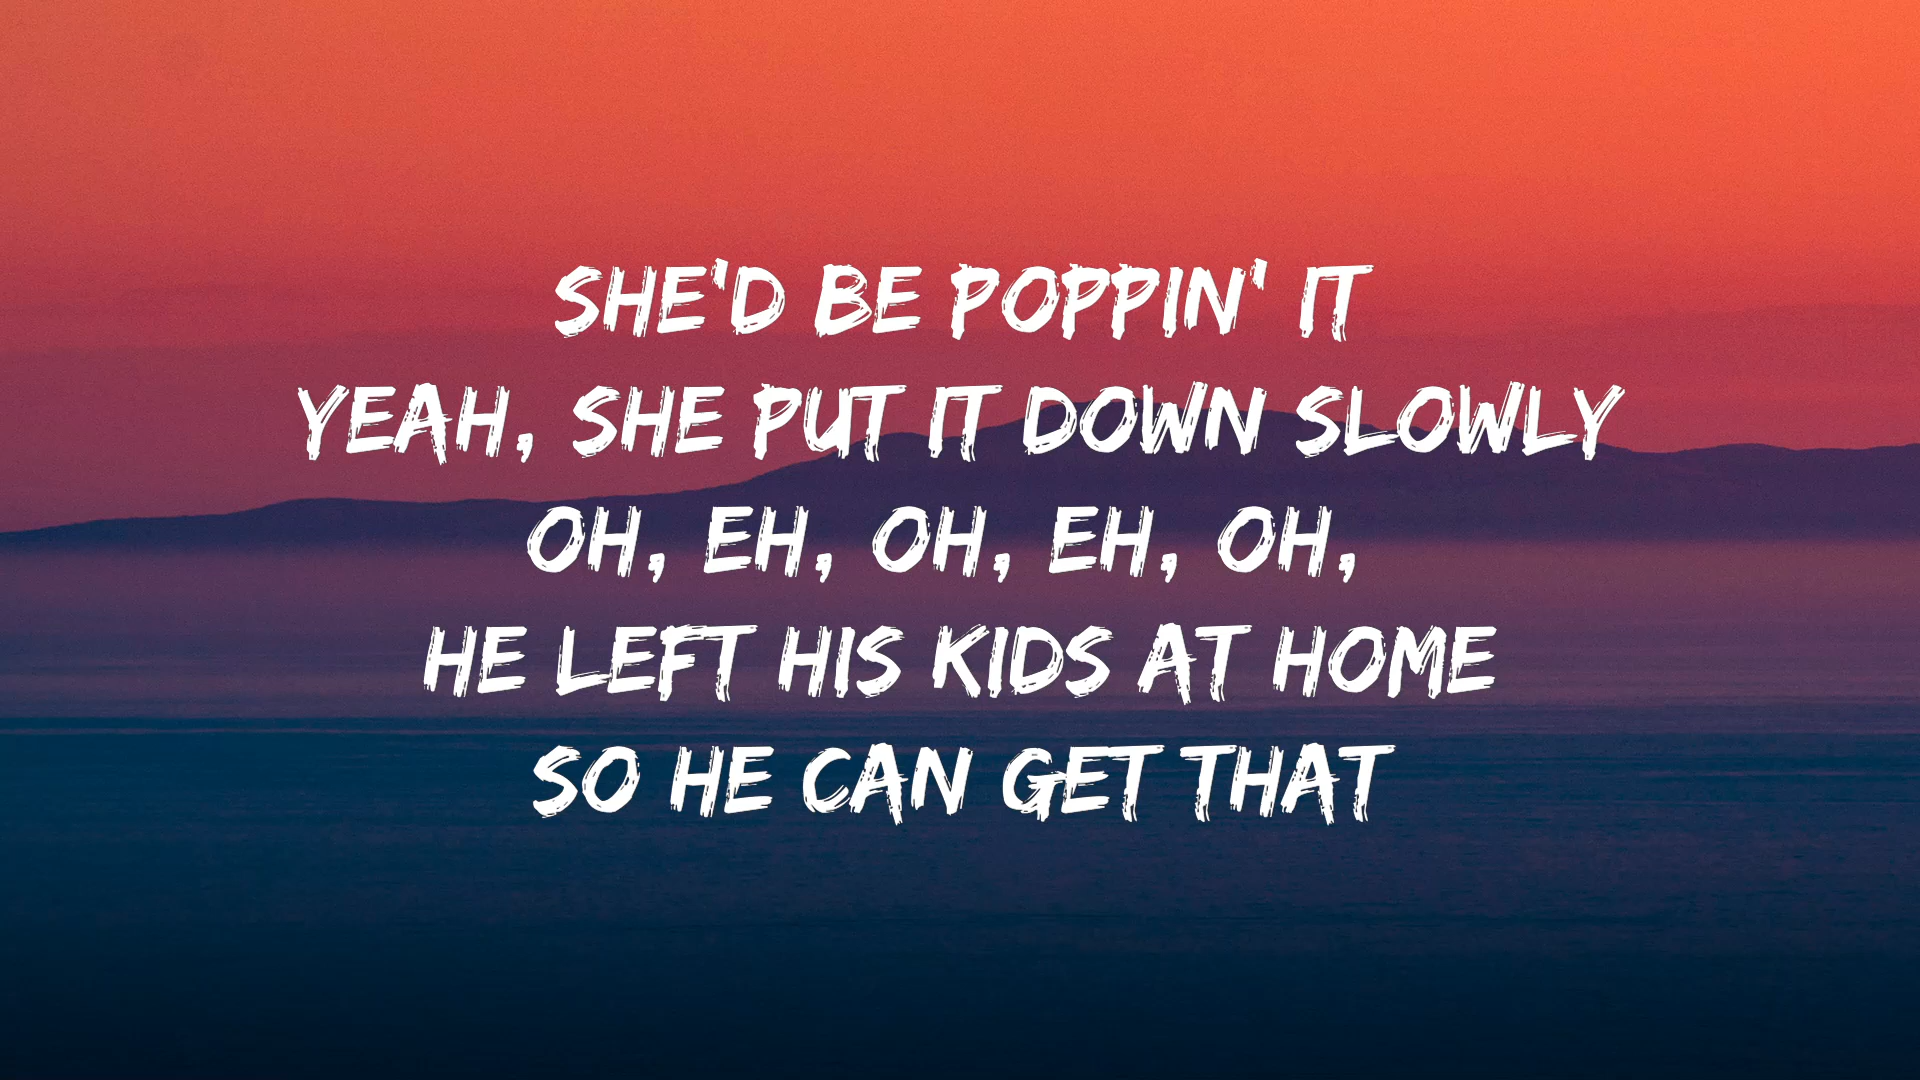 SHE'D BE POPPIN' IT
YEAH, SHE PUT IT DOWN SLOWLY
OH, EH, OH, EH, OH,
HE LEFT HIS KIDS AT HOME
SO HE CAN GET THAT